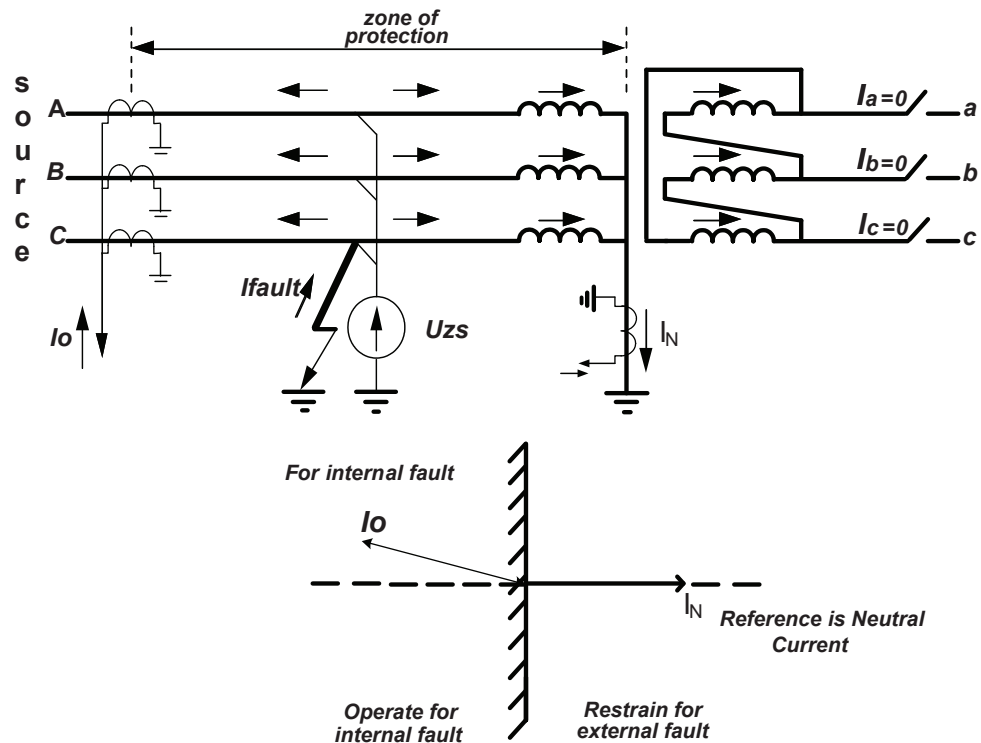 zone of
protection
source
A
B
C
Ia=0
Ib=0
Ic=0
a
b
c
Ifault
Uzs
Io
IN
For internal fault
Io
IN
Reference is Neutral
Current
Operate for
internal fault
Restrain for
external fault